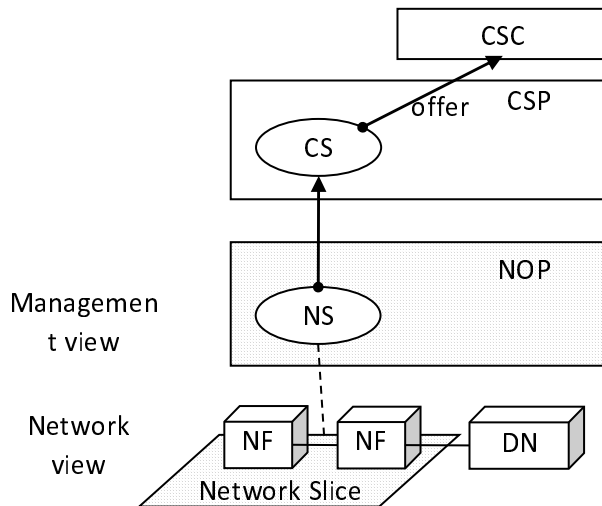 CSC
offer
CSP
CS
NOP
Managemen
t view
NS
Network
view
NF
NF
DN
Network Slice